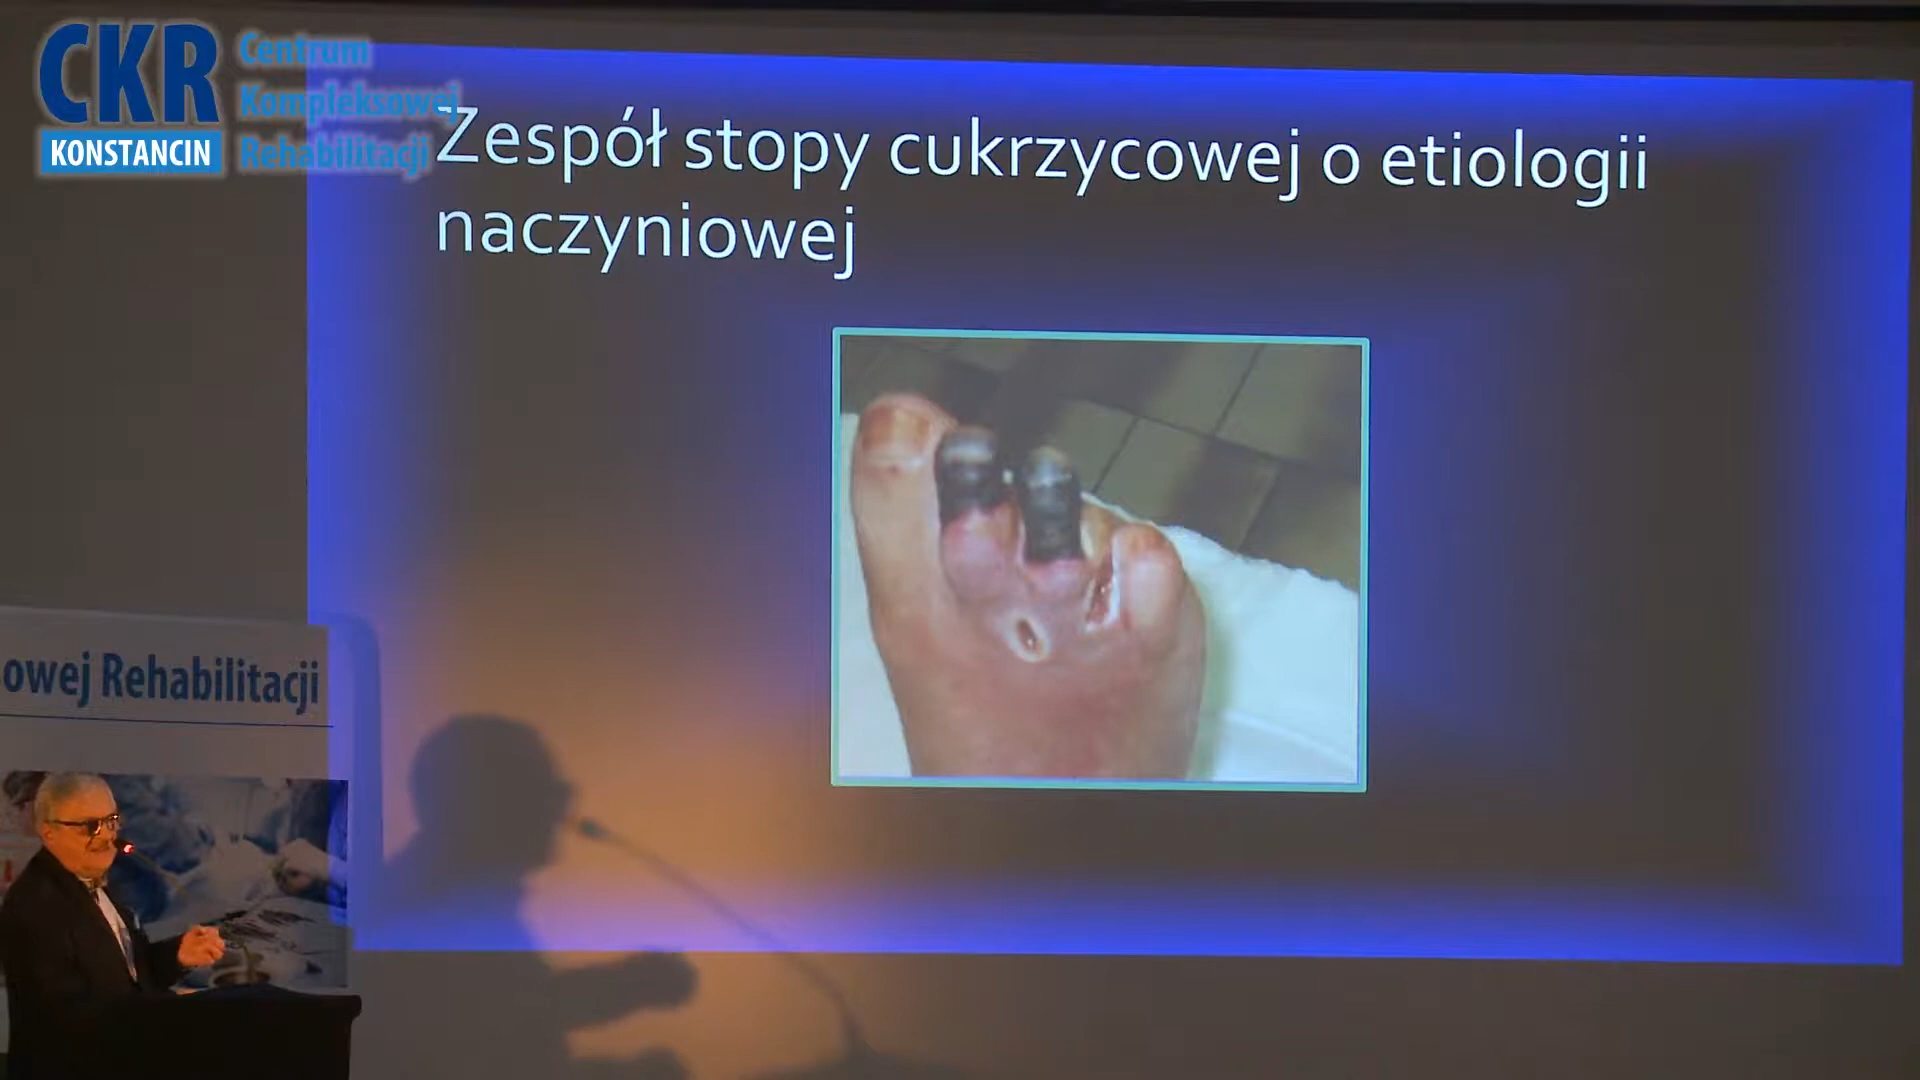 CKR
KONSTANCIN
Centrum
Kompleksowej
Rehabilitacji
Zespół stopy cukrzycowej o etiologii
naczyniowej
owej Rehabilitacji